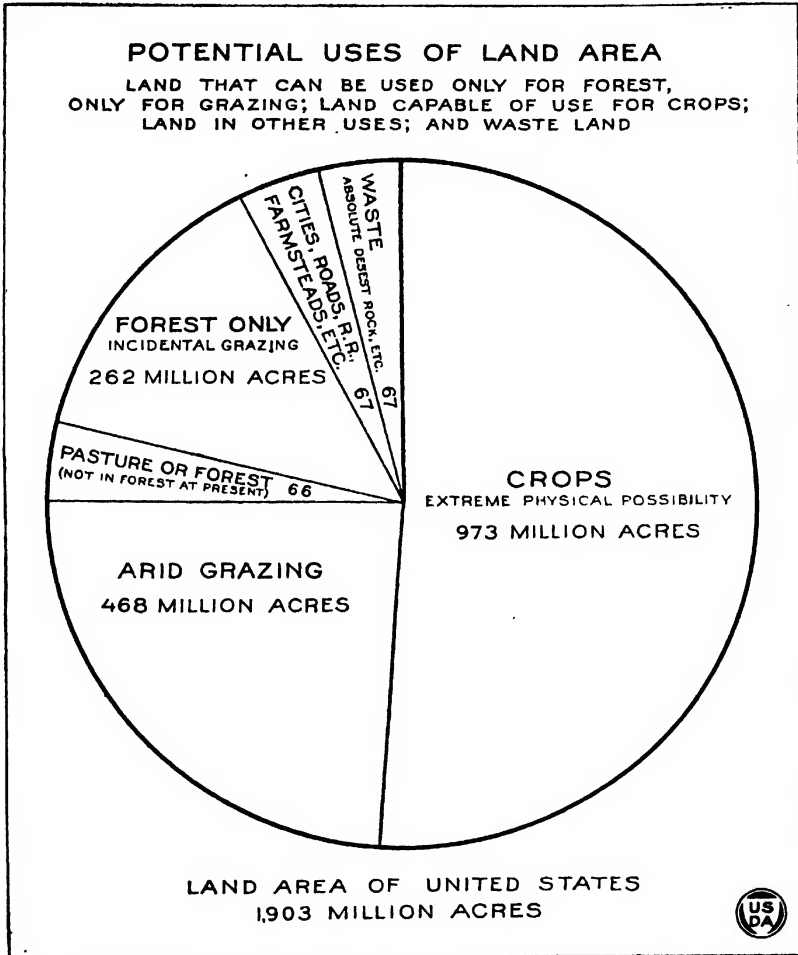 POTENTIAL USES OF LAND AREA
LAND THAT CAN BE USED ONLY FOR FOREST,
ONLY FOR GRAZING; LAND CAPABLE OF USE FOR CROPS;
LAND IN OTHER USES; AND WASTE LAND
WASTE
ABSOLUTE DESEST ROCK, ETC. 67
CITIES, ROADS, R.R.,
FARMSTEADS, ETC. 67
FOREST ONLY
INCIDENTAL GRAZING
262 MILLION ACRES
PASTURE OR FOREST
(NOT IN FOREST AT PRESENT) 66
CROPS
EXTREME PHYSICAL POSSIBILITY
973 MILLION ACRES
ARID GRAZING
468 MILLION ACRES
LAND AREA OF UNITED STATES
1,903 MILLION ACRES
US
DA